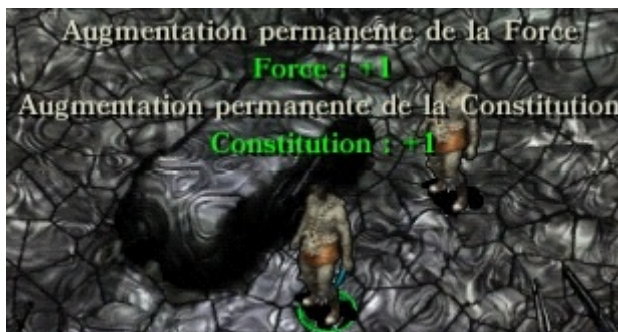 Augmentation permanente de la Force
Force : +1
Augmentation permanente de la Constitution
Constitution : +1